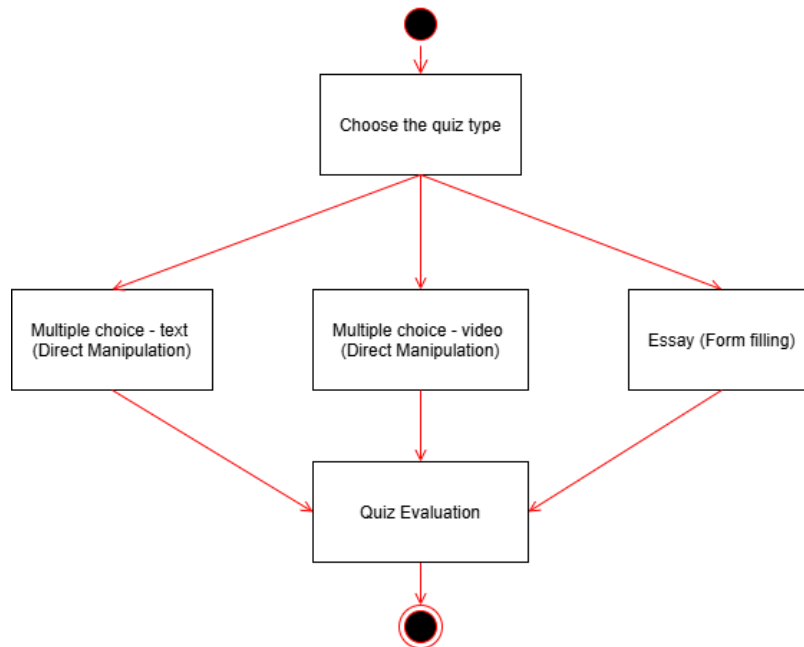 Choose the quiz type
Multiple choice - text
(Direct Manipulation)
Multiple choice - video
(Direct Manipulation)
Essay (Form filling)
Quiz Evaluation